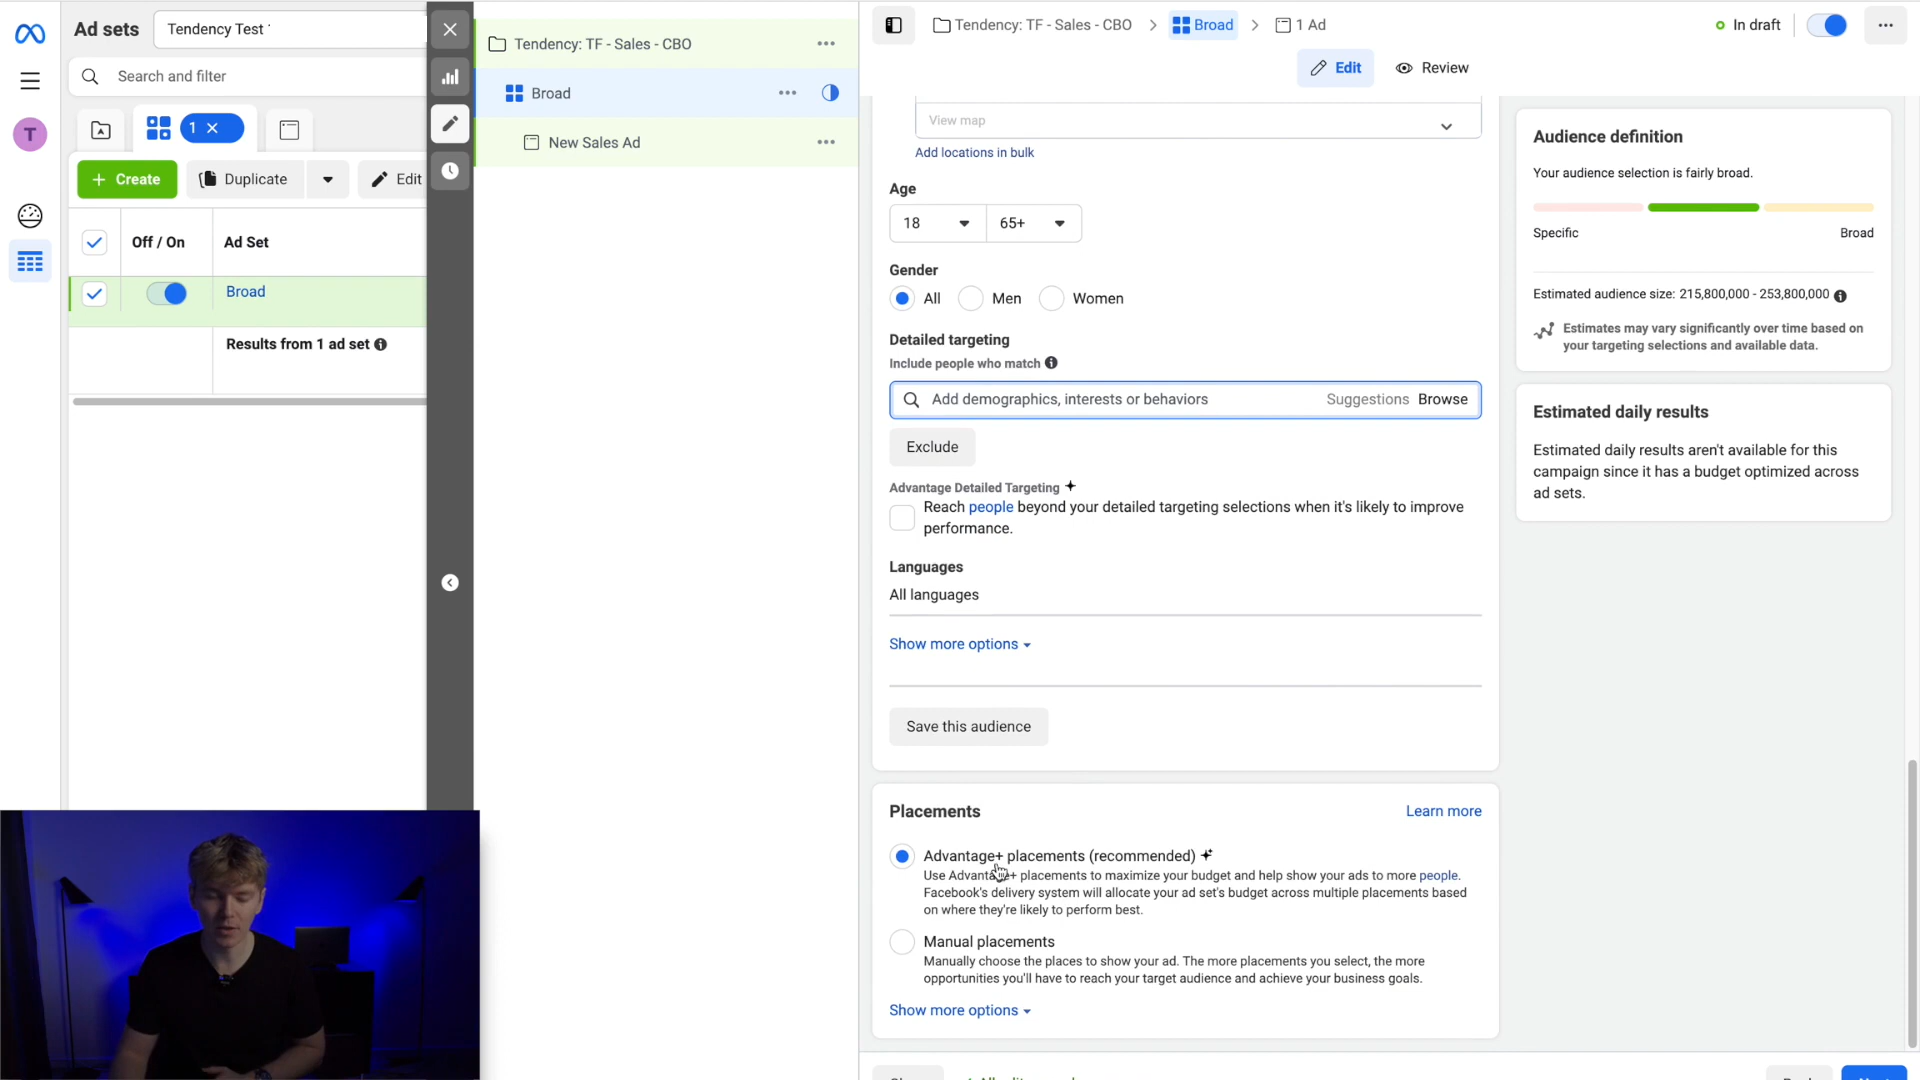 Ad sets
Tendency Test
Search and filter
T
1
Create
Duplicate
Edit
Off / On
Ad Set
Broad
Results from 1 ad set
Tendency: TF - Sales - CBO
Broad
New Sales Ad
Tendency: TF - Sales - CBO
Broad
1 Ad
In draft
Edit
Review
View map
Add locations in bulk
Age
18
65+
Gender
All
Men
Women
Detailed targeting
Include people who match
Add demographics, interests or behaviors
Suggestions
Browse
Exclude
Advantage Detailed Targeting
Reach people beyond your detailed targeting selections when it's likely to improve
performance.
Languages
All languages
Show more options
Save this audience
Placements
Learn more
Advantage+ placements (recommended)
Use Advantage+ placements to maximize your budget and help show your ads to more people.
Facebook's delivery system will allocate your ad set's budget across multiple placements based
on where they're likely to perform best.
Manual placements
Manually choose the places to show your ad. The more placements you select, the more
opportunities you'll have to reach your target audience and achieve your business goals.
Show more options
Audience definition
Your audience selection is fairly broad.
Specific
Broad
Estimated audience size: 215,800,000 - 253,800,000
Estimates may vary significantly over time based on
your targeting selections and available data.
Estimated daily results
Estimated daily results aren't available for this
campaign since it has a budget optimized across
ad sets.